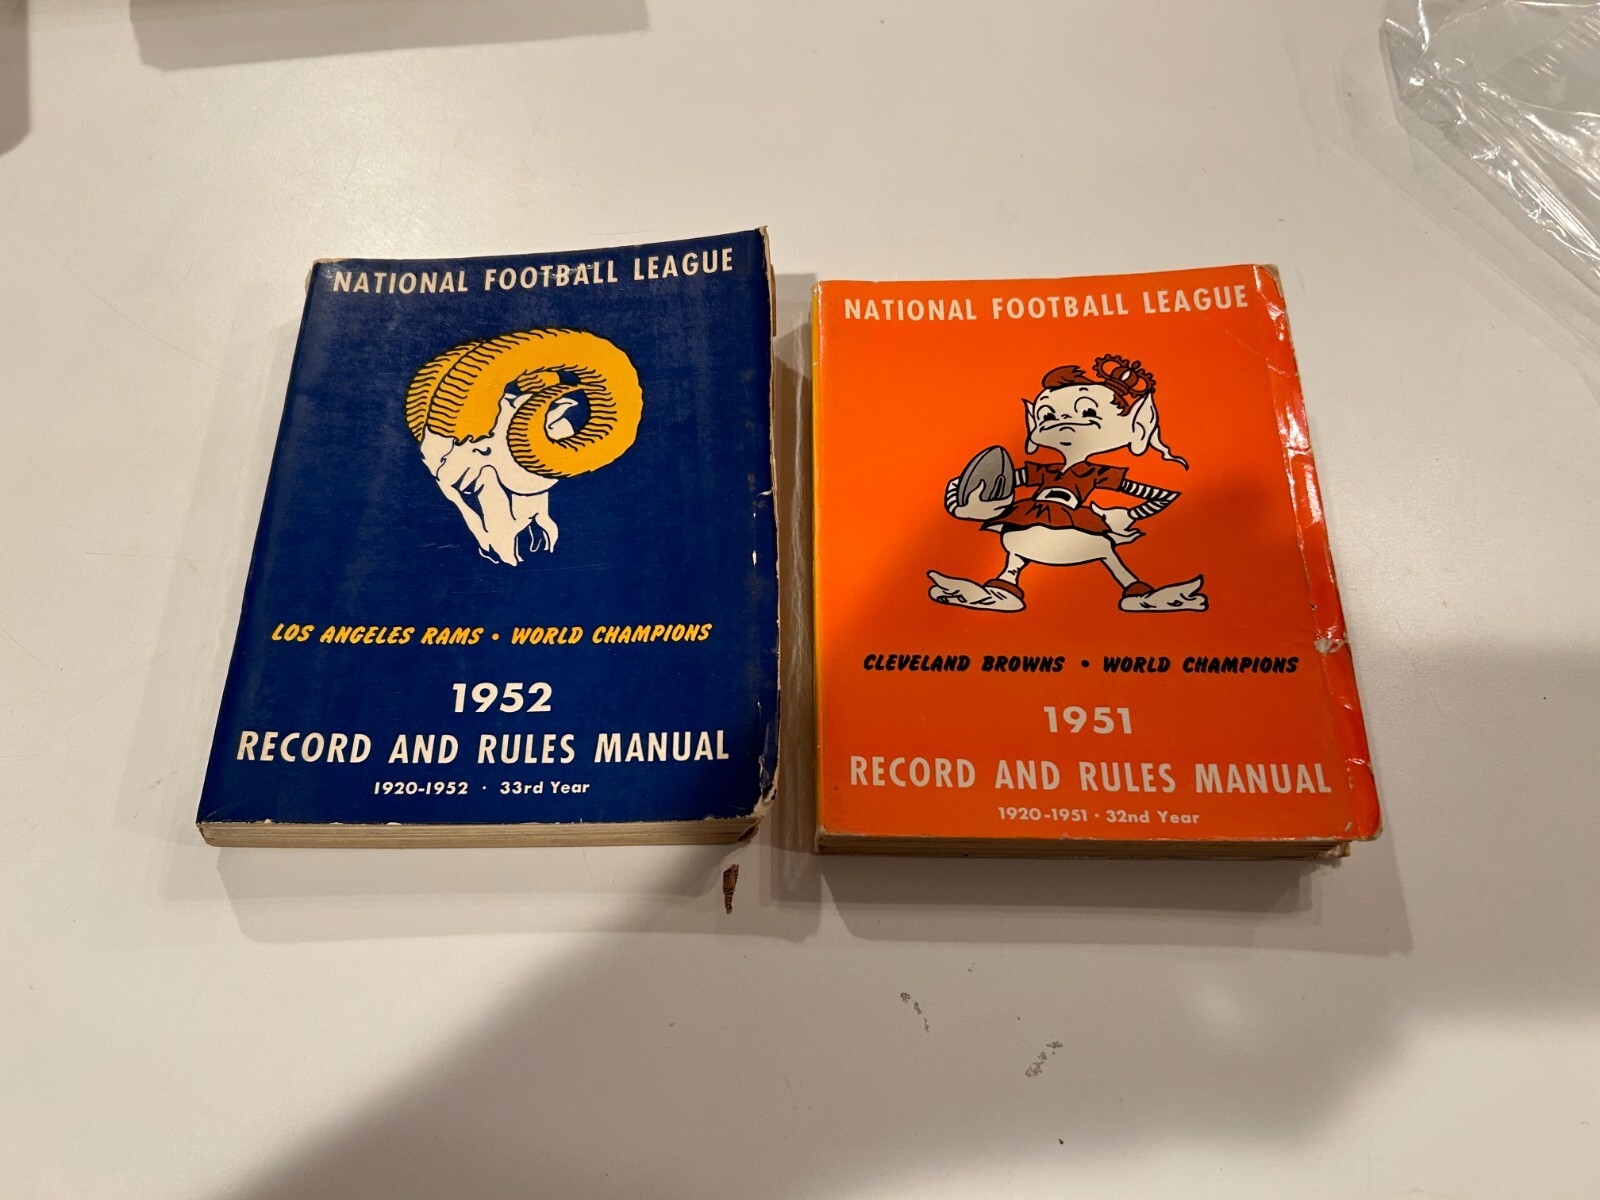 NATIONAL FOOTBALL LEAGUE
LOS ANGELES RAMS • WORLD CHAMPIONS
1952
RECORD AND RULES MANUAL
1920-1952 · 33rd Year
NATIONAL FOOTBALL LEAGUE
CLEVELAND BROWNS • WORLD CHAMPIONS
1951
RECORD AND RULES MANUAL
1920-1951 · 32nd Year